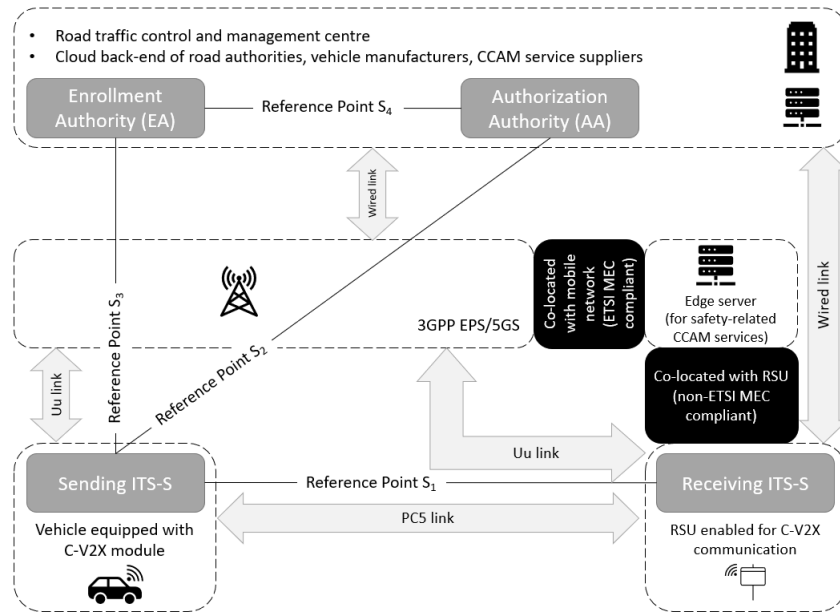 • Road traffic control and management centre
• Cloud back-end of road authorities, vehicle manufacturers, CCAM service suppliers
Enrollment
Authority (EA)
Reference Point S₄
Authorization
Authority (AA)
Wired link
Wired link
Reference Point S₃
Reference Point S₂
3GPP EPS/5GS
Co-located
with mobile
network
(ETSI MEC
compliant)
Edge server
(for safety-related
CCAM services)
Co-located with RSU
(non-ETSI MEC
compliant)
Uu link
Uu link
Sending ITS-S
Reference Point S₁
Receiving ITS-S
PC5 link
Vehicle equipped with
C-V2X module
RSU enabled for C-V2X
communication